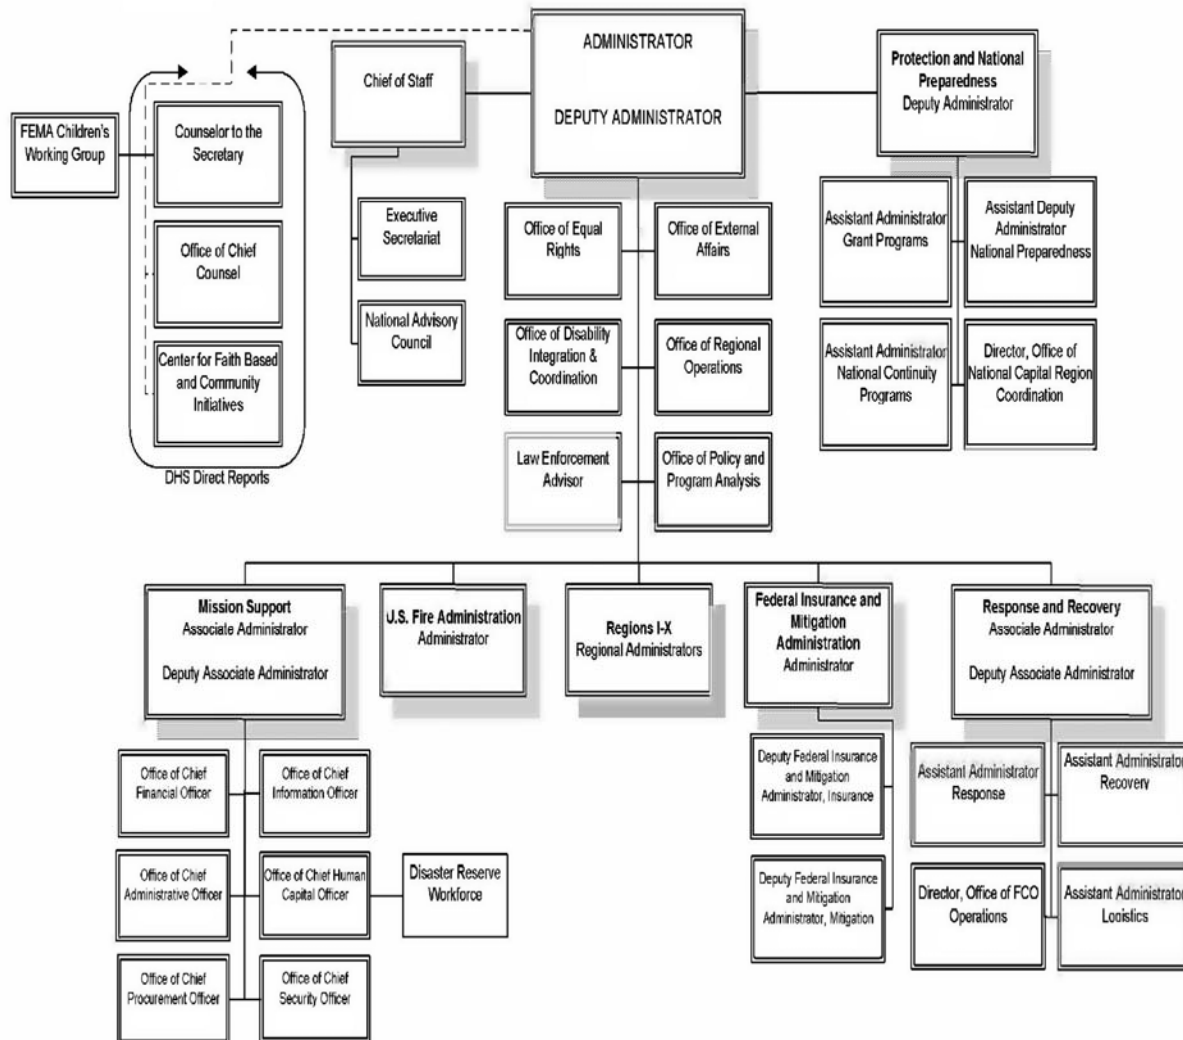 ADMINISTRATOR
DEPUTY ADMINISTRATOR
Chief of Staff
Protection and National
Preparedness
Deputy Administrator
FEMA Children's
Working Group
Counselor to the
Secretary
Office of Chief
Counsel
Center for Faith Based
and Community
Initiatives
DHS Direct Reports
Executive
Secretariat
National Advisory
Council
Office of Equal
Rights
Office of External
Affairs
Office of Disability
Integration &
Coordination
Office of Regional
Operations
Law Enforcement
Advisor
Office of Policy and
Program Analysis
Assistant Administrator
Grant Programs
Assistant Deputy
Administrator
National Preparedness
Assistant Administrator
National Continuity
Programs
Director, Office of
National Capital Region
Coordination
Mission Support
Associate Administrator
Deputy Associate Administrator
U.S. Fire Administration
Administrator
Regions I-X
Regional Administrators
Federal Insurance and
Mitigation
Administration
Administrator
Response and Recovery
Associate Administrator
Deputy Associate Administrator
Office of Chief
Financial Officer
Office of Chief
Information Officer
Office of Chief
Administrative Officer
Office of Chief Human
Capital Officer
Disaster Reserve
Workforce
Office of Chief
Procurement Officer
Office of Chief
Security Officer
Deputy Federal Insurance
and Mitigation
Administrator, Insurance
Deputy Federal Insurance
and Mitigation
Administrator, Mitigation
Assistant Administrator
Response
Assistant Administrator
Recovery
Director, Office of FCO
Operations
Assistant Administrator
Logistics